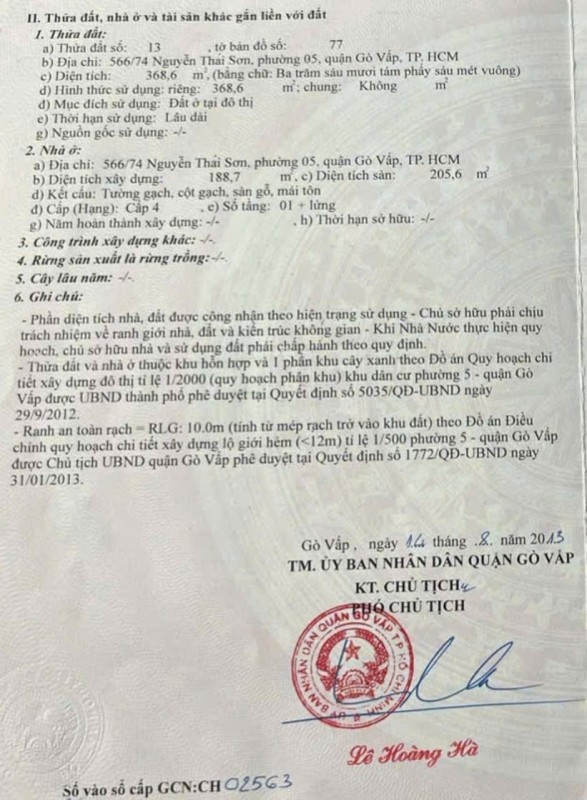 II. Thửa đất, nhà ở và tài sản khác gắn liền với đất
1. Thửa đất:
a) Thửa đất số: 13 , tờ bản đồ số: 77
b) Địa chỉ: 566/74 Nguyễn Thái Sơn, phường 05, quận Gò Vấp, TP. HCM
c) Diện tích: 368,6 m², (bằng chữ: Ba trăm sáu mươi tám phẩy sáu mét vuông)
d) Hình thức sử dụng: riêng: 368,6 m²; chung: Không m²
đ) Mục đích sử dụng: Đất ở tại đô thị
e) Thời hạn sử dụng: Lâu dài
g) Nguồn gốc sử dụng: -/-
2. Nhà ở:
a) Địa chỉ: 566/74 Nguyễn Thái Sơn, phường 05, quận Gò Vấp, TP. HCM
b) Diện tích xây dựng: 188,7 m², c) Diện tích sàn: 205,6 m²
d) Kết cấu: Tường gạch, cột gạch, sàn gỗ, mái tôn
đ) Cấp (Hạng): Cấp 4 , e) Số tầng: 01 + lửng
g) Năm hoàn thành xây dựng: -/- , h) Thời hạn sở hữu: -/-
3. Công trình xây dựng khác: -/-.
4. Rừng sản xuất là rừng trồng:-/-.
5. Cây lâu năm: -/-.
6. Ghi chú:
- Phần diện tích nhà, đất được công nhận theo hiện trạng sử dụng - Chủ sở hữu phải chịu
trách nhiệm về ranh giới nhà, đất và kiến trúc không gian - Khi Nhà Nước thực hiện quy
hoạch, chủ sở hữu nhà và sử dụng đất phải chấp hành theo quy định.
- Thửa đất và nhà ở thuộc khu hỗn hợp và 1 phần khu cây xanh theo Đồ án Quy hoạch chi
tiết xây dựng đô thị tỉ lệ 1/2000 (quy hoạch phân khu) khu dân cư phường 5 - quận Gò
Vấp được UBND thành phố phê duyệt tại Quyết định số 5035/QĐ-UBND ngày
29/9/2012.
- Ranh an toàn rạch = RLG: 10.0m (tính từ mép rạch trở vào khu đất) theo Đồ án Điều
chỉnh quy hoạch chi tiết xây dựng lộ giới hẻm (<12m) tỉ lệ 1/500 phường 5 - quận Gò Vấp
được Chủ tịch UBND quận Gò Vấp phê duyệt tại Quyết định số 1772/QĐ-UBND ngày
31/01/2013.
Gò Vấp , ngày 14 tháng .8. năm 2013
TM. ỦY BAN NHÂN DÂN QUẬN GÒ VẤP
KT. CHỦ TỊCH
PHÓ CHỦ TỊCH
ỦY BAN NHÂN DÂN QUẬN GÒ VẤP T.P HỒ CHÍ MINH
Lê Hoàng Hà
Số vào sổ cấp GCN:CH 02563